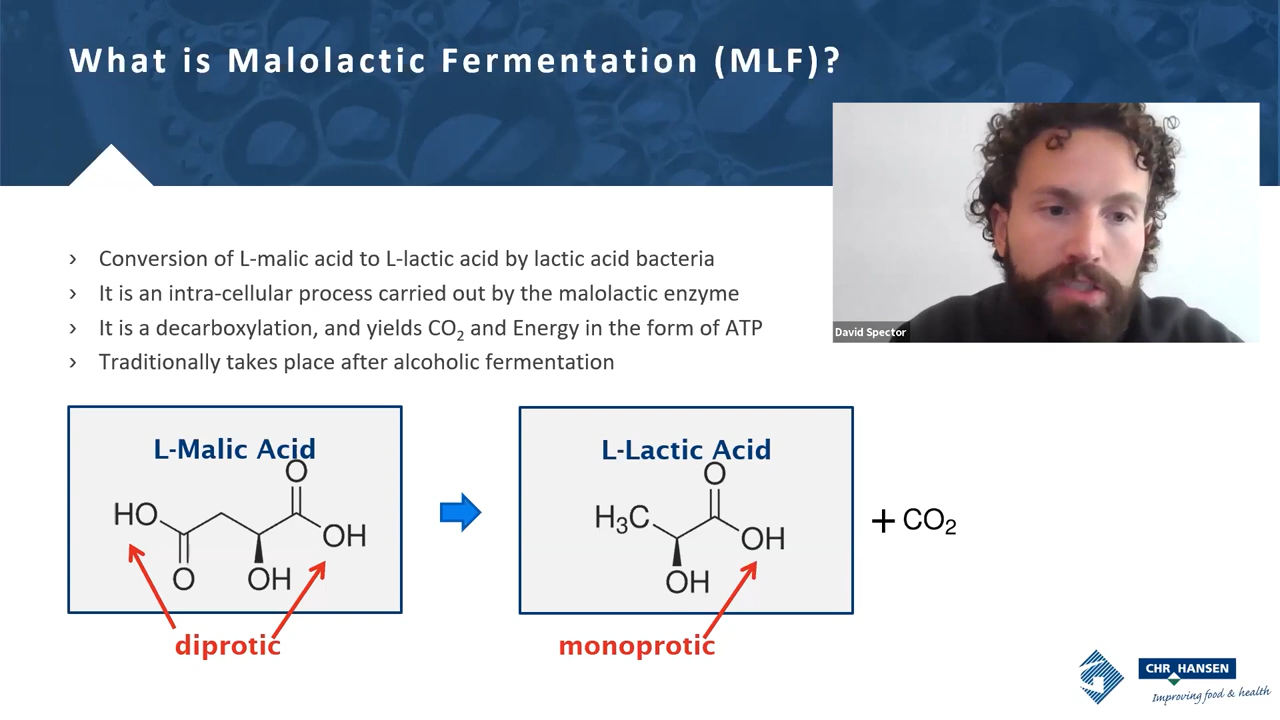 What is Malolactic Fermentation (MLF)?
David Spector
› Conversion of L-malic acid to L-lactic acid by lactic acid bacteria
› It is an intra-cellular process carried out by the malolactic enzyme
› It is a decarboxylation, and yields CO₂ and Energy in the form of ATP
› Traditionally takes place after alcoholic fermentation
L-Malic Acid
O
HO
OH
O
OH
diprotic
L-Lactic Acid
O
H₃C
OH
OH
monoprotic
+ CO₂
CHR HANSEN
Improving food & health